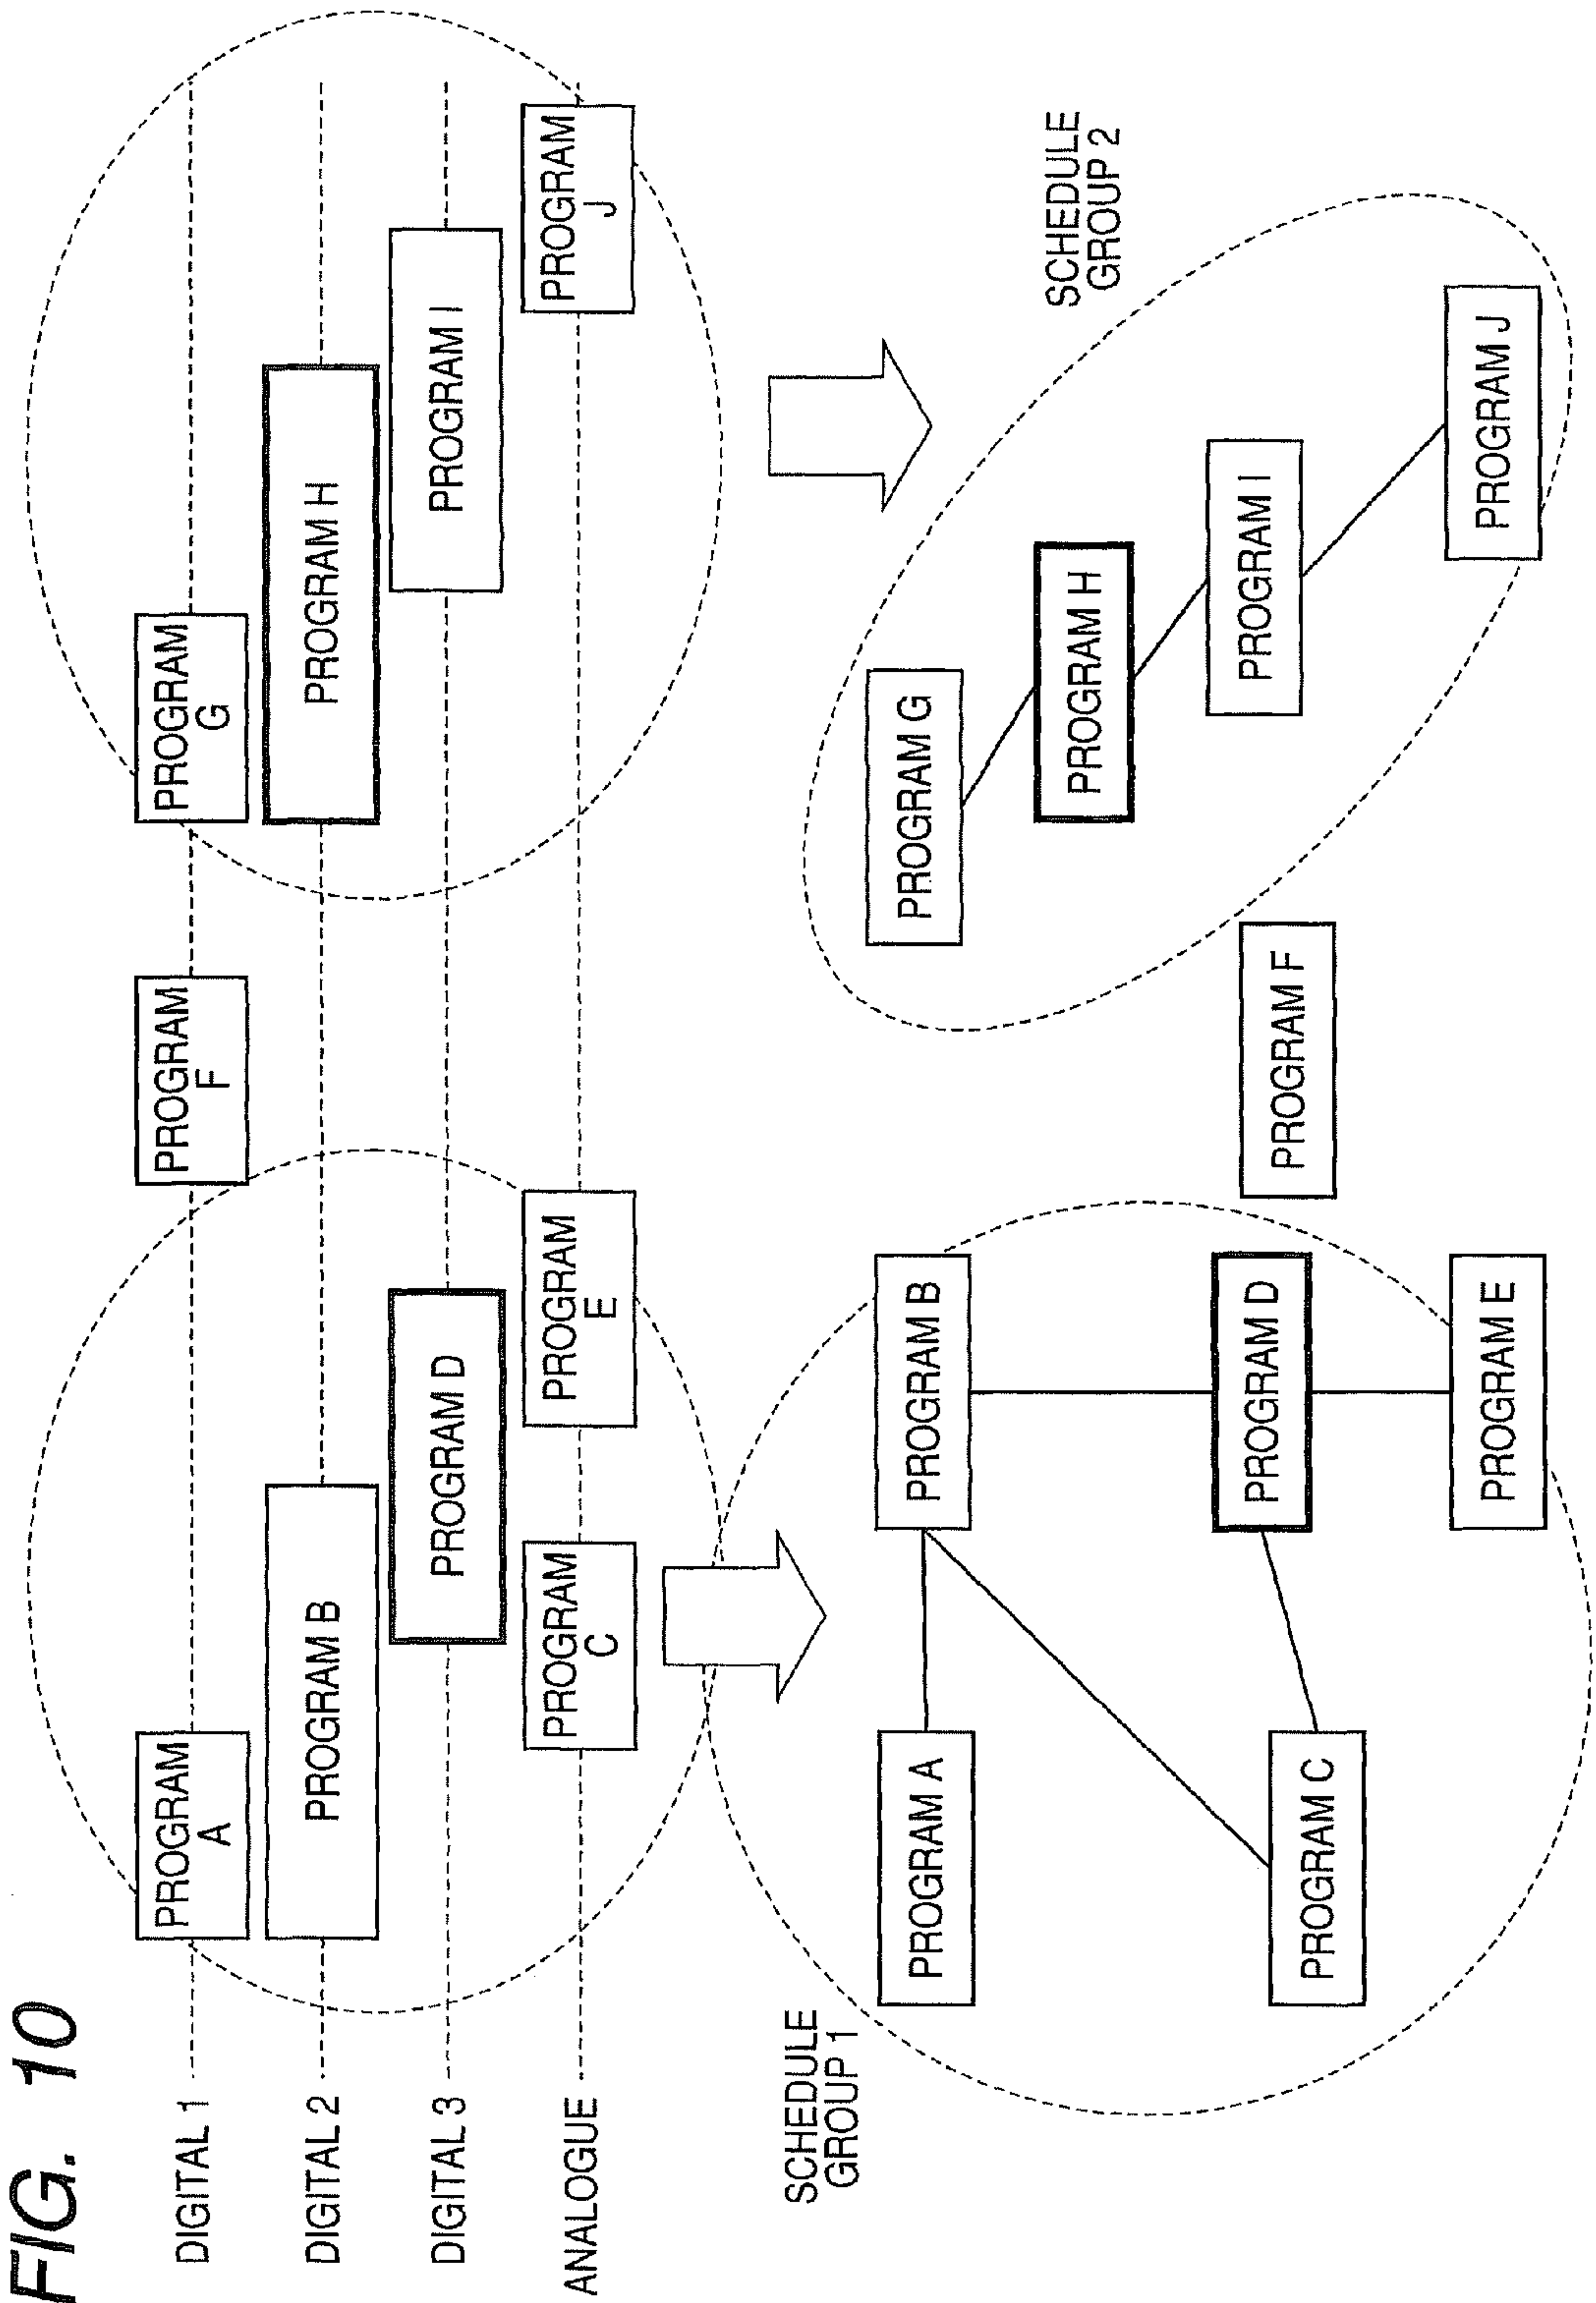 FIG. 10
DIGITAL 1
PROGRAM
A
PROGRAM
F
PROGRAM
G
DIGITAL 2
PROGRAM B
PROGRAM H
DIGITAL 3
PROGRAM D
PROGRAM I
ANALOGUE
PROGRAM
C
PROGRAM
E
PROGRAM
J
SCHEDULE
GROUP 1
PROGRAM A
PROGRAM B
PROGRAM C
PROGRAM D
PROGRAM E
PROGRAM F
SCHEDULE
GROUP 2
PROGRAM G
PROGRAM H
PROGRAM I
PROGRAM J